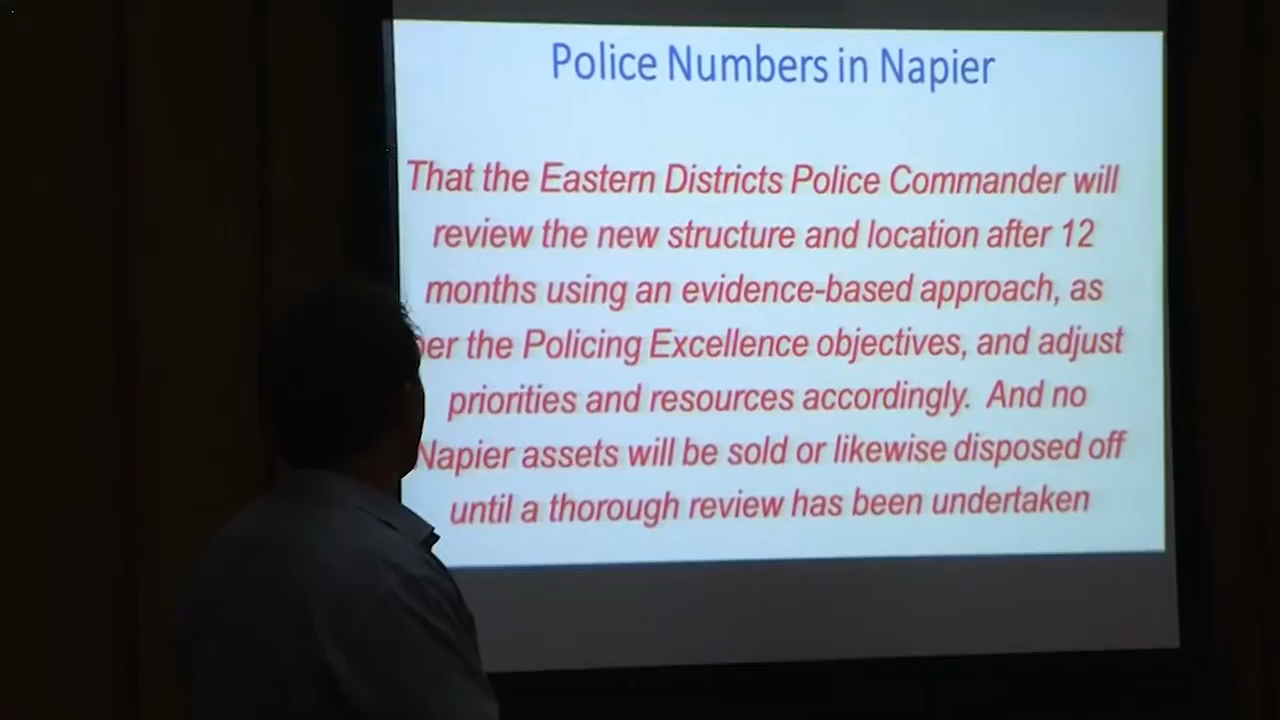 Police Numbers in Napier
That the Eastern Districts Police Commander will
review the new structure and location after 12
months using an evidence-based approach, as
per the Policing Excellence objectives, and adjust
priorities and resources accordingly. And no
Napier assets will be sold or likewise disposed off
until a thorough review has been undertaken